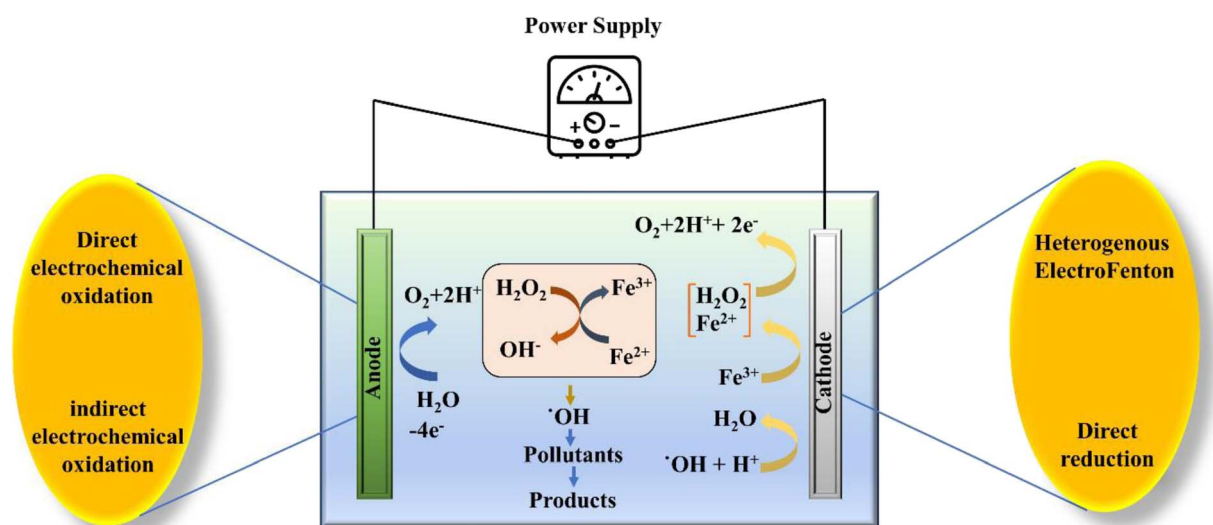 Power Supply
+ −
Direct
electrochemical
oxidation
indirect
electrochemical
oxidation
Anode
O₂+2H⁺
H₂O
-4e⁻
H₂O₂
Fe³⁺
OH⁻
Fe²⁺
˙OH
Pollutants
Products
O₂+2H⁺+ 2e⁻
H₂O₂
Fe²⁺
Fe³⁺
H₂O
˙OH + H⁺
Cathode
Heterogenous
ElectroFenton
Direct
reduction